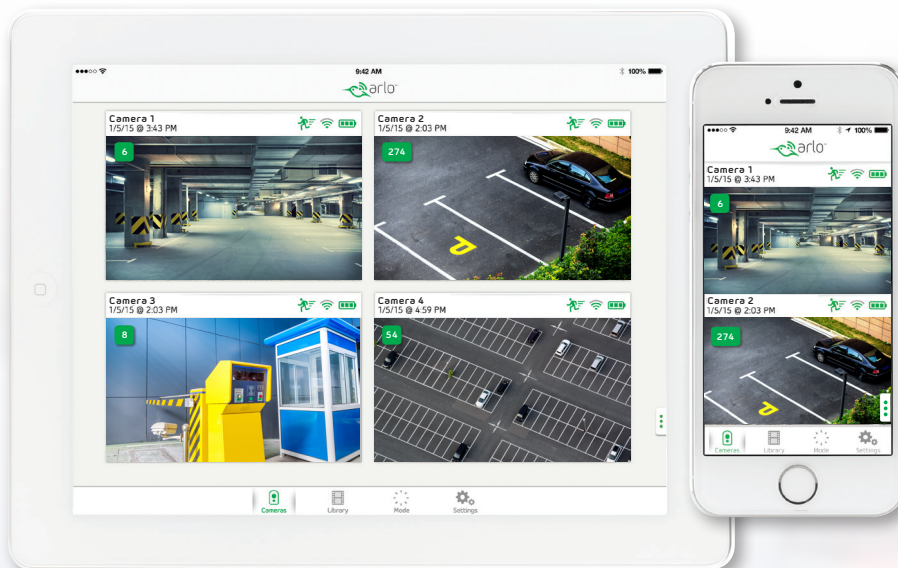 9:42 AM
100%
arlo
Camera 1
1/5/15 @ 3:43 PM
6
Camera 2
1/5/15 @ 2:03 PM
274
P
Camera 3
1/5/15 @ 2:03 PM
8
Camera 4
1/5/15 @ 4:59 PM
54
Cameras
Library
Mode
Settings
9:42 AM
100%
arlo
Camera 1
1/5/15 @ 3:43 PM
6
Camera 2
1/5/15 @ 2:03 PM
274
P
Cameras
Library
Mode
Settings